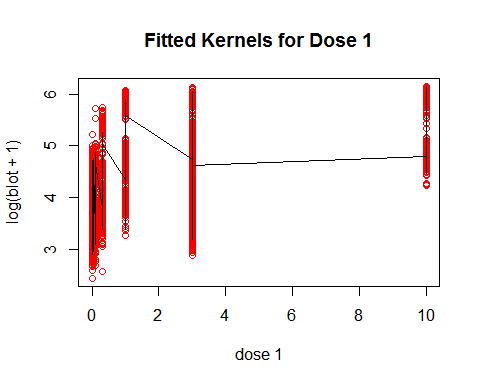 Fitted Kernels for Dose 1
log(blot + 1)
6
5
4
3
0 2 4 6 8 10
dose 1